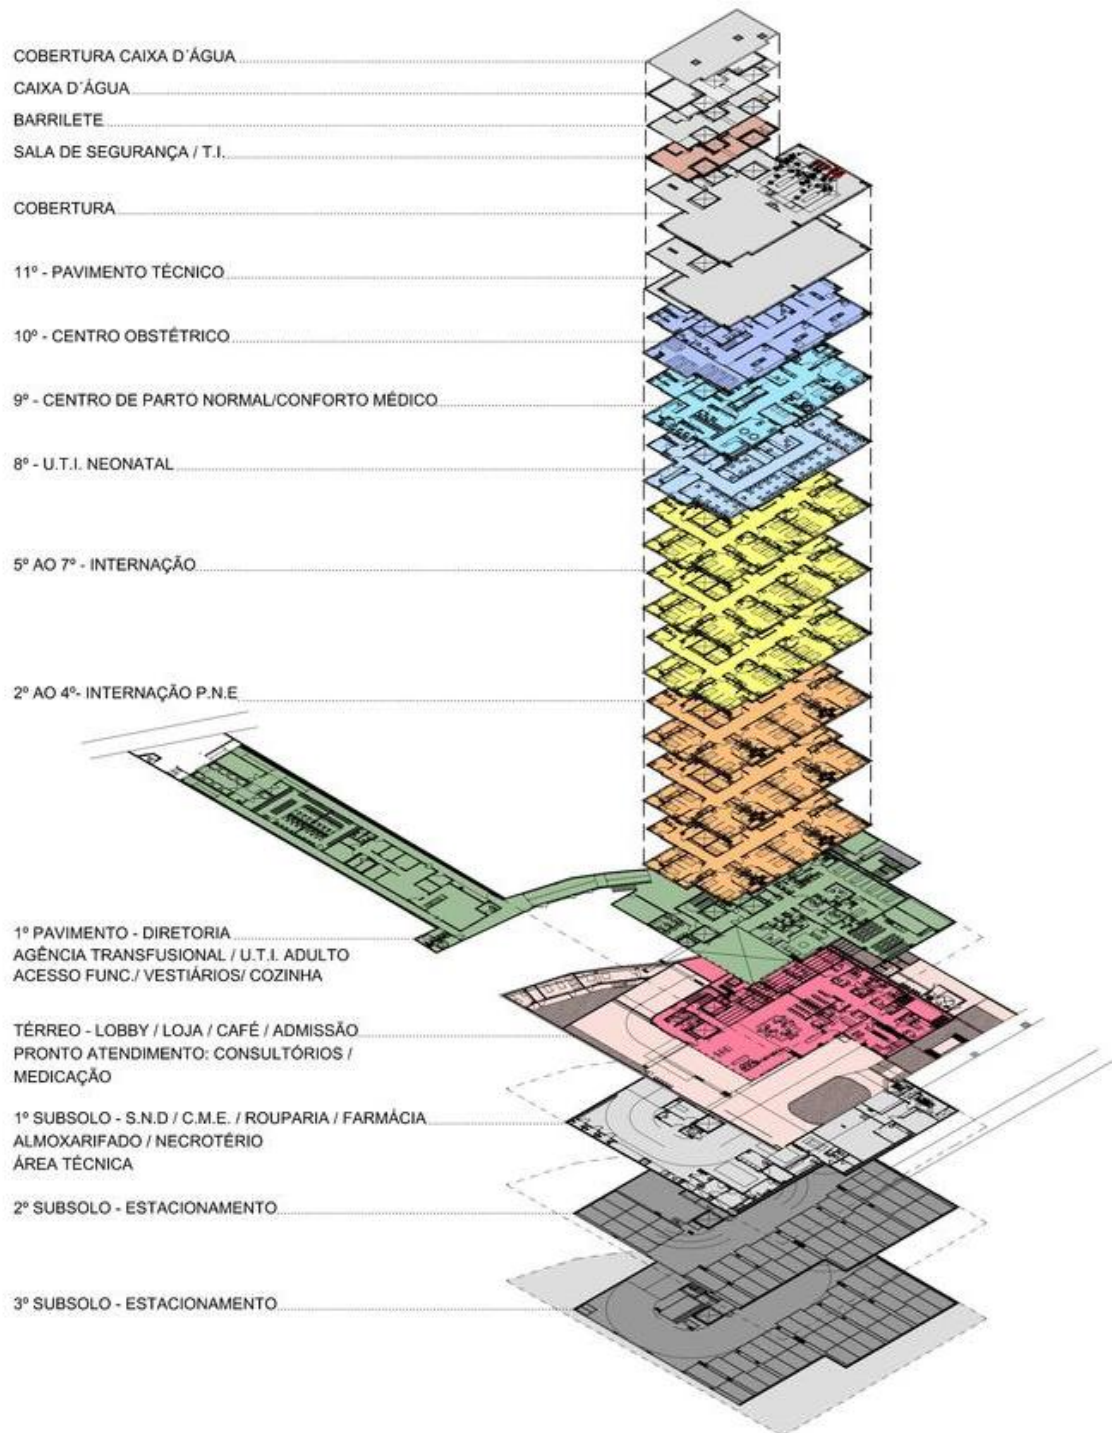 COBERTURA CAIXA D´ÁGUA
CAIXA D´ÁGUA
BARRILETE
SALA DE SEGURANÇA / T.I.
COBERTURA
11º - PAVIMENTO TÉCNICO
10º - CENTRO OBSTÉTRICO
9º - CENTRO DE PARTO NORMAL/CONFORTO MÉDICO
8º - U.T.I. NEONATAL
5º AO 7º - INTERNAÇÃO
2º AO 4º- INTERNAÇÃO P.N.E
1º PAVIMENTO - DIRETORIA
AGÊNCIA TRANSFUSIONAL / U.T.I. ADULTO
ACESSO FUNC./ VESTIÁRIOS/ COZINHA
TÉRREO - LOBBY / LOJA / CAFÉ / ADMISSÃO
PRONTO ATENDIMENTO: CONSULTÓRIOS /
MEDICAÇÃO
1º SUBSOLO - S.N.D / C.M.E. / ROUPARIA / FARMÁCIA
ALMOXARIFADO / NECROTÉRIO
ÁREA TÉCNICA
2º SUBSOLO - ESTACIONAMENTO
3º SUBSOLO - ESTACIONAMENTO